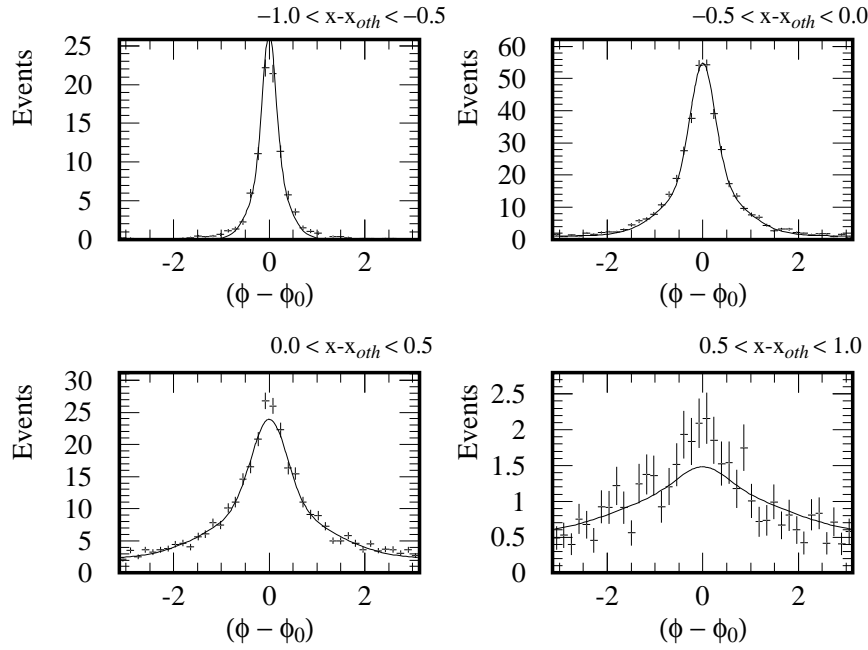 −1.0 < x-x_oth < −0.5
Events
25
20
15
10
5
0
-2 0 2
(ϕ − ϕ0)
−0.5 < x-x_oth < 0.0
Events
60
50
40
30
20
10
0
-2 0 2
(ϕ − ϕ0)
0.0 < x-x_oth < 0.5
Events
30
25
20
15
10
5
0
-2 0 2
(ϕ − ϕ0)
0.5 < x-x_oth < 1.0
Events
2.5
2
1.5
1
0.5
0
-2 0 2
(ϕ − ϕ0)